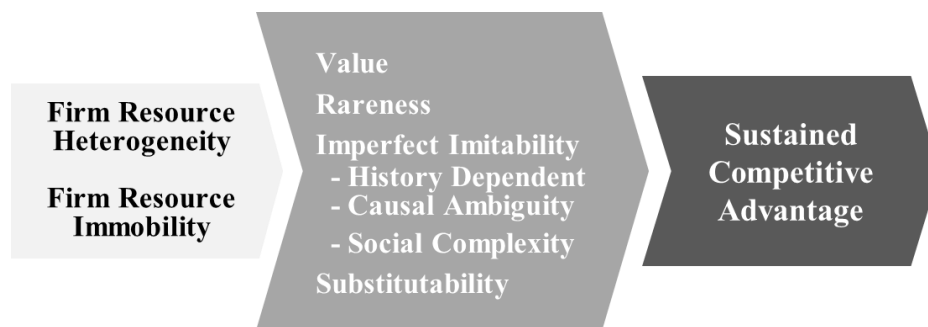 Firm Resource
Heterogeneity
Firm Resource
Immobility
Value
Rareness
Imperfect Imitability
- History Dependent
- Causal Ambiguity
- Social Complexity
Substitutability
Sustained
Competitive
Advantage